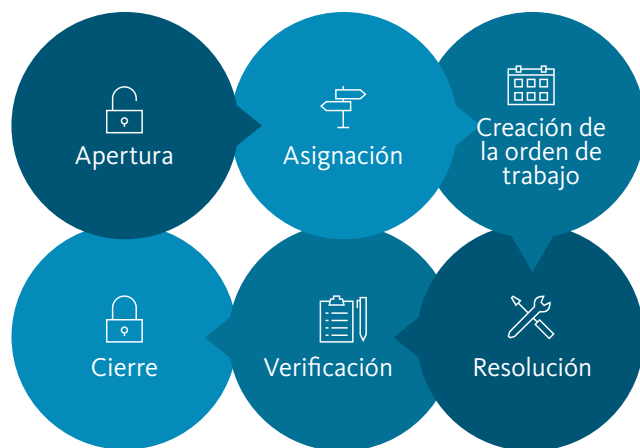 Apertura
Asignación
Creación de
la orden de
trabajo
Cierre
Verificación
Resolución